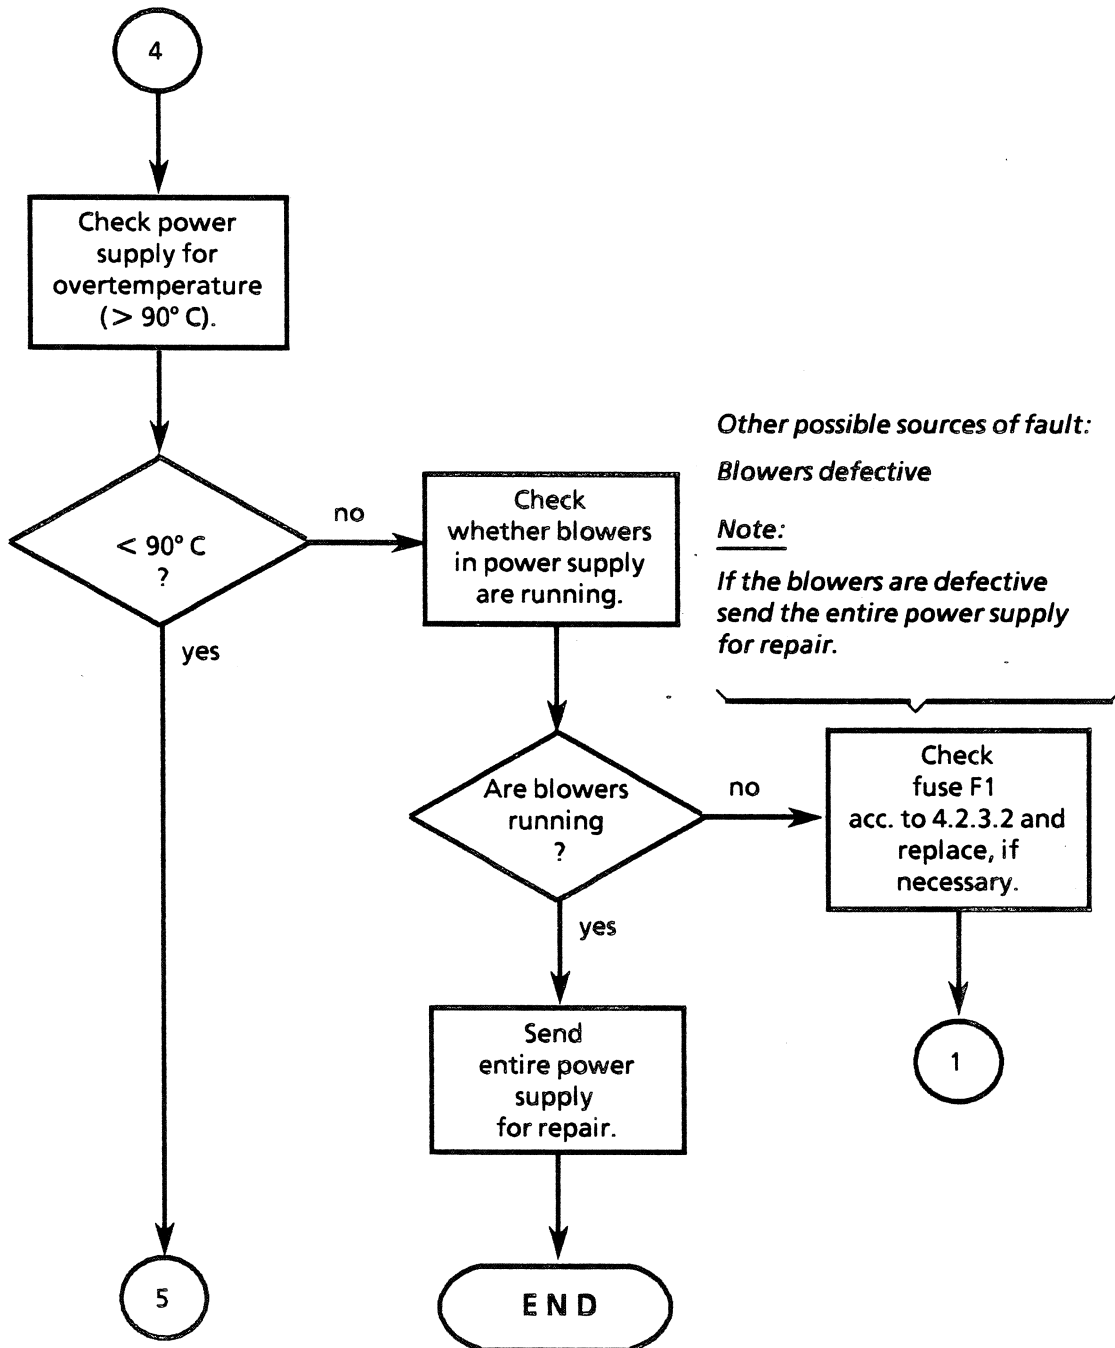 4
Check power
supply for
overtemperature
(> 90° C).
< 90° C
?
no
yes
Check
whether blowers
in power supply
are running.
Other possible sources of fault:
Blowers defective
Note:
If the blowers are defective
send the entire power supply
for repair.
Are blowers
running
?
no
yes
Check
fuse F1
acc. to 4.2.3.2 and
replace, if
necessary.
1
Send
entire power
supply
for repair.
5
END